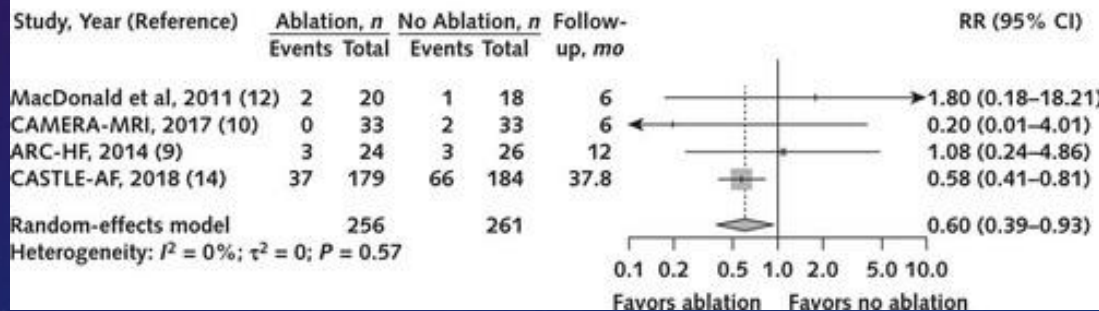 Study, Year (Reference) Ablation, n No Ablation, n Follow-up, mo RR (95% CI)
Events Total Events Total
MacDonald et al, 2011 (12) 2 20 1 18 6 1.80 (0.18–18.21)
CAMERA-MRI, 2017 (10) 0 33 2 33 6 0.20 (0.01–4.01)
ARC-HF, 2014 (9) 3 24 3 26 12 1.08 (0.24–4.86)
CASTLE-AF, 2018 (14) 37 179 66 184 37.8 0.58 (0.41–0.81)
Random-effects model 256 261 0.60 (0.39–0.93)
Heterogeneity: I² = 0%; τ² = 0; P = 0.57
0.1 0.2 0.5 1.0 2.0 5.0 10.0
Favors ablation Favors no ablation